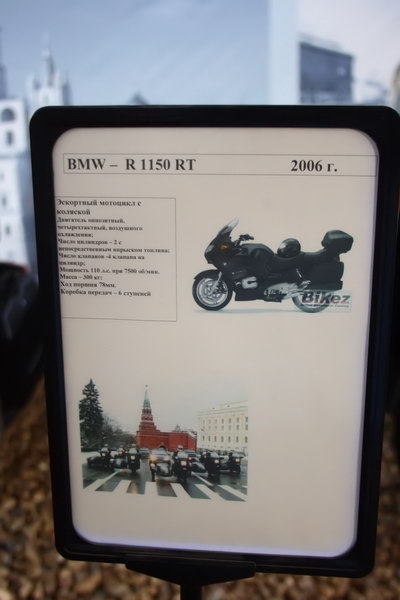 BMW – R 1150 RT 2006 г.
Эскортный мотоцикл с
коляской
Двигатель оппозитный,
четырехтактный, воздушного
охлаждения;
Число цилиндров – 2 с
непосредственным впрыском топлива;
Число клапанов -4 клапана на
цилиндр;
Мощность 110 л.с. при 7500 об/мин.
Масса – 300 кг;
Ход поршня 78мм.
Коробка передач – 6 ступеней
Bikez